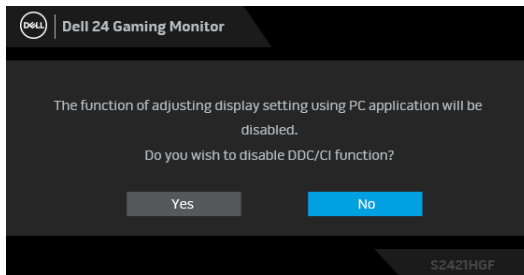 DELL
Dell 24 Gaming Monitor
The function of adjusting display setting using PC application will be
disabled.
Do you wish to disable DDC/CI function?
Yes
No
S2421HGF